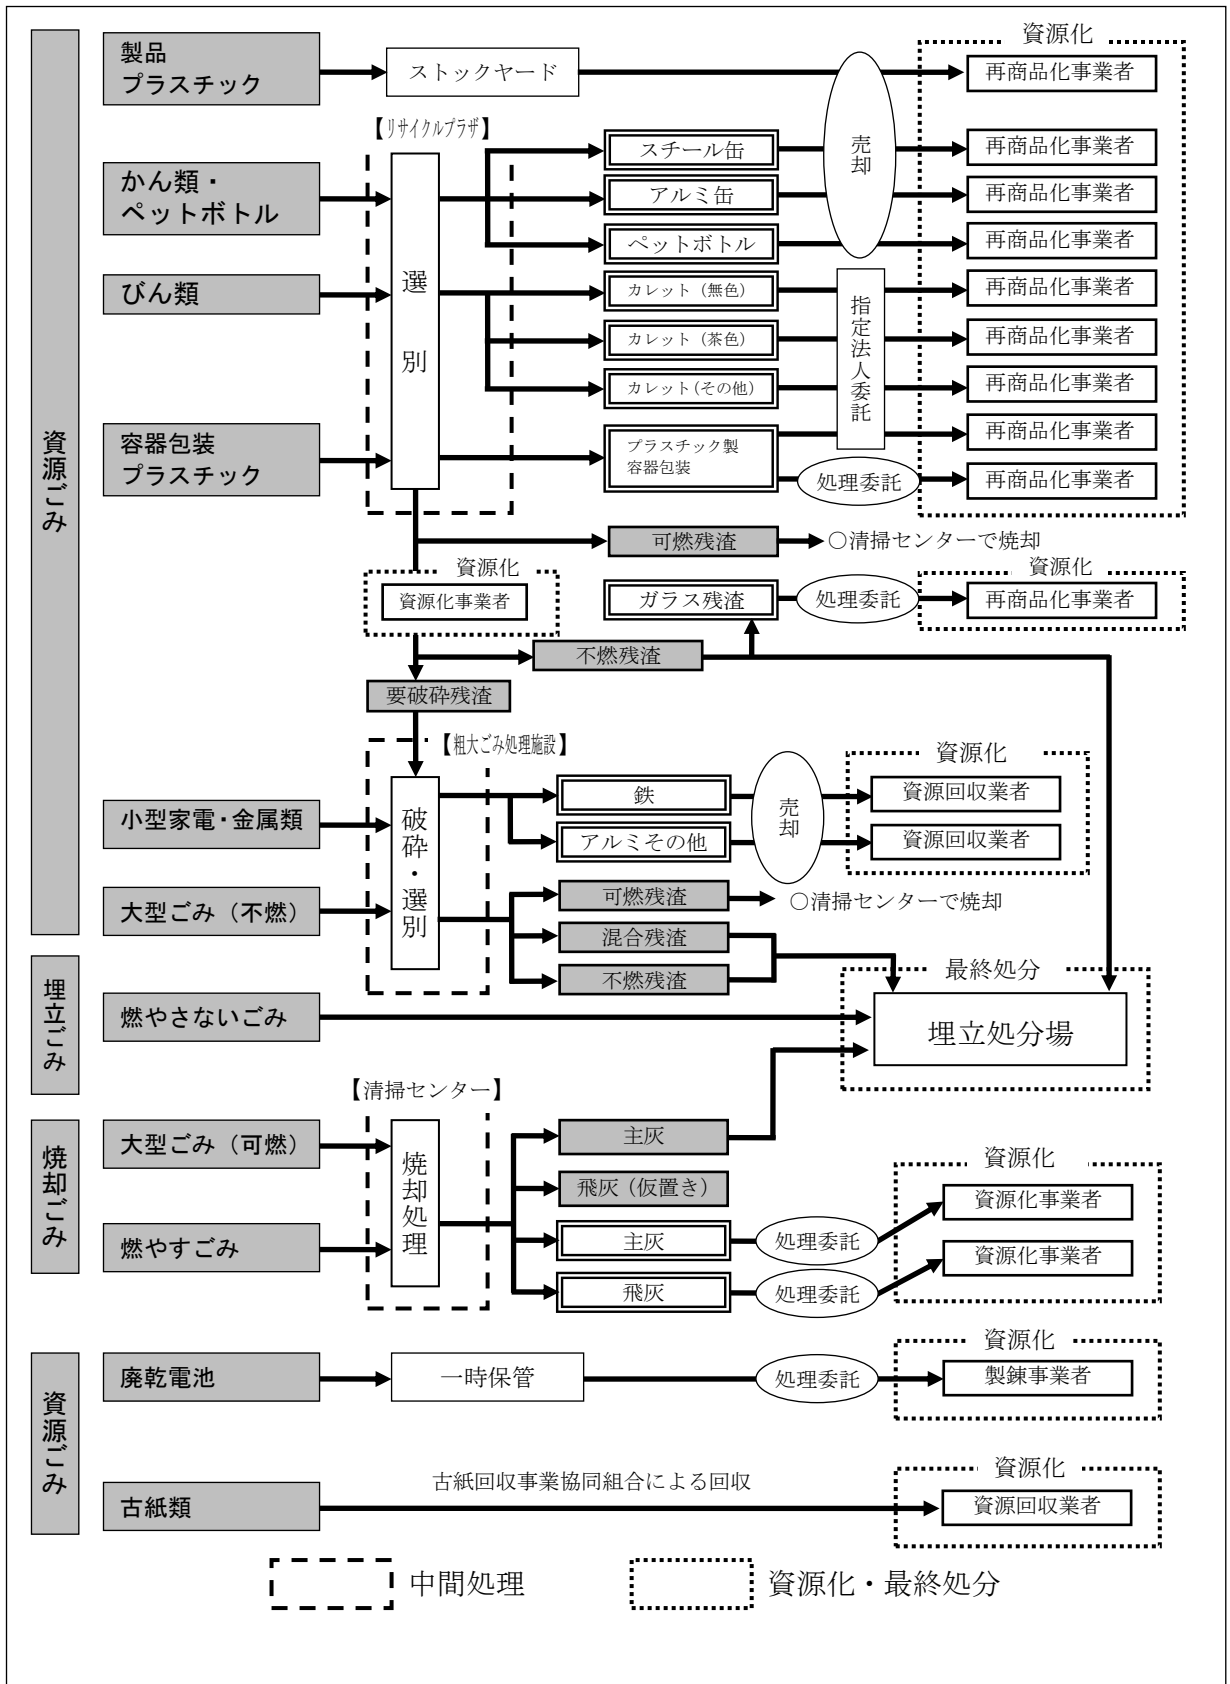 資源ごみ
製品
プラスチック
ストックヤード
売却
資源化
再商品化事業者
【リサイクルプラザ】
かん類・
ペットボトル
選別
スチール缶
再商品化事業者
アルミ缶
再商品化事業者
ペットボトル
再商品化事業者
びん類
カレット（無色）
指定法人委託
再商品化事業者
カレット（茶色）
再商品化事業者
カレット(その他)
再商品化事業者
容器包装
プラスチック
プラスチック製
容器包装
再商品化事業者
処理委託
再商品化事業者
可燃残渣
○清掃センターで焼却
資源化
資源化事業者
ガラス残渣
処理委託
資源化
再商品化事業者
不燃残渣
要破砕残渣
【粗大ごみ処理施設】
小型家電・金属類
破砕・選別
鉄
売却
資源化
資源回収業者
アルミその他
資源回収業者
大型ごみ（不燃）
可燃残渣
○清掃センターで焼却
混合残渣
不燃残渣
埋立ごみ
燃やさないごみ
最終処分
埋立処分場
【清掃センター】
焼却ごみ
大型ごみ（可燃）
焼却処理
主灰
飛灰（仮置き）
燃やすごみ
主灰
処理委託
資源化
資源化事業者
飛灰
処理委託
資源化事業者
資源ごみ
廃乾電池
一時保管
処理委託
資源化
製錬事業者
古紙類
古紙回収事業協同組合による回収
資源化
資源回収業者
中間処理
資源化・最終処分